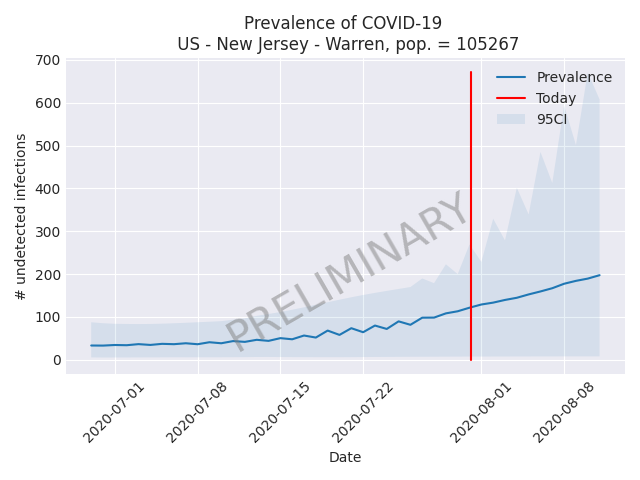 Prevalence of COVID-19
US - New Jersey - Warren, pop. = 105267
700
600
500
400
300
200
100
0
# undetected infections
Prevalence
Today
95CI
PRELIMINARY
2020-07-01
2020-07-08
2020-07-15
2020-07-22
2020-08-01
2020-08-08
Date